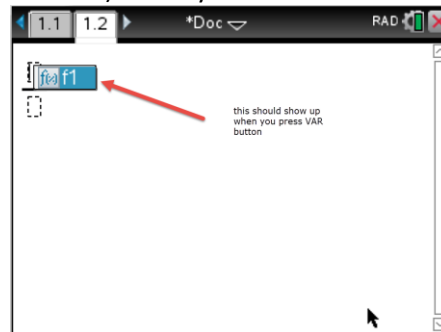 1.1 1.2 *Doc RAD
f(x) f1
this should show up
when you press VAR
button